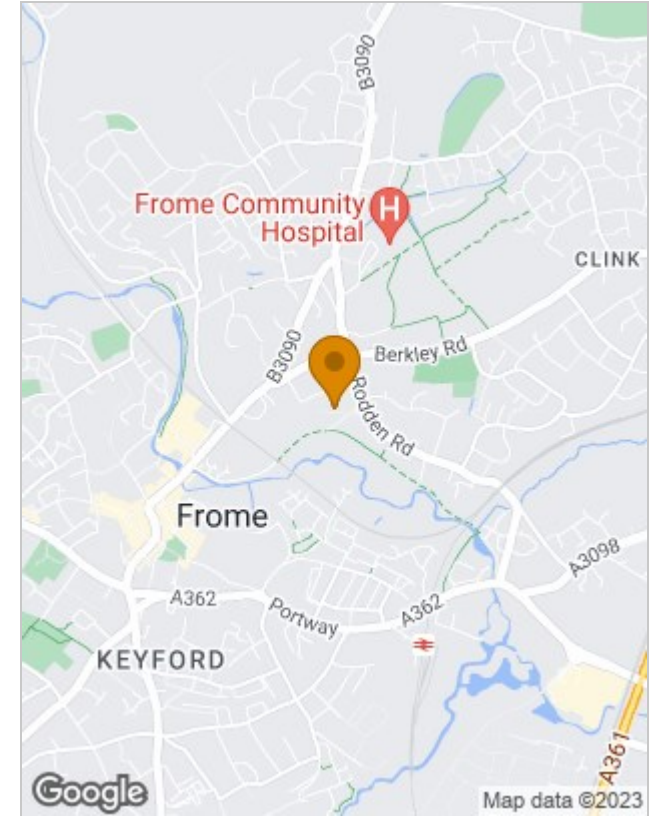 B3090
Frome Community
Hospital
H
CLINK
B3090
Berkley Rd
Rodden Rd
Frome
A3098
A362
Portway
A362
KEYFORD
A361
Google
Map data ©2023